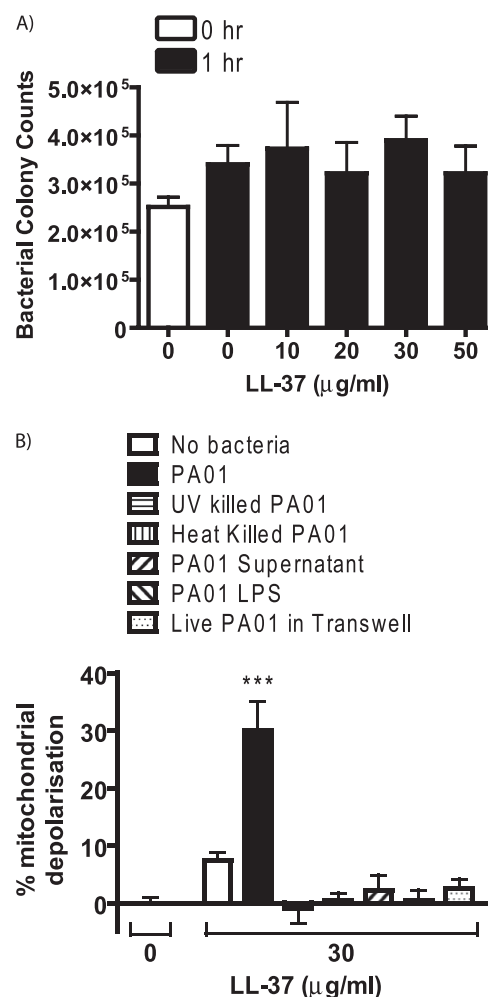 A)
0 hr
1 hr
Bacterial Colony Counts
5.0×10⁵
4.0×10⁵
3.0×10⁵
2.0×10⁵
1.0×10⁵
0
0 0 10 20 30 50
LL-37 (μg/ml)
B)
No bacteria
PA01
UV killed PA01
Heat Killed PA01
PA01 Supernatant
PA01 LPS
Live PA01 in Transwell
% mitochondrial
depolarisation
40
30
20
10
0
***
0 30
LL-37 (μg/ml)